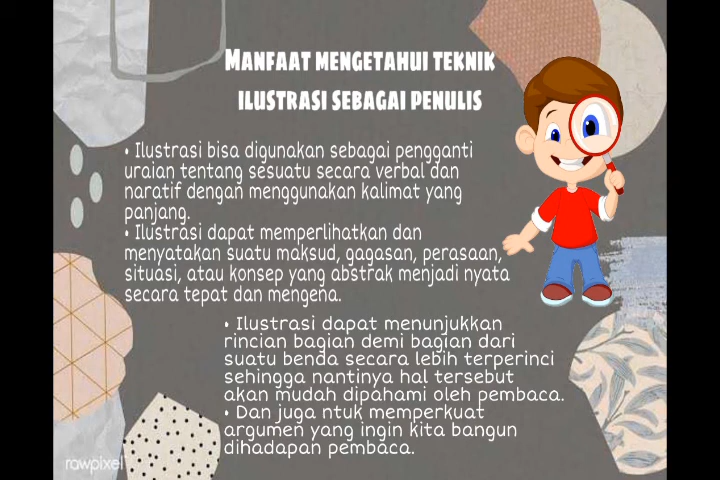 Manfaat mengetahui teknik
ilustrasi sebagai penulis
• Ilustrasi bisa digunakan sebagai pengganti
uraian tentang sesuatu secara verbal dan
naratif dengan menggunakan kalimat yang
panjang.
• Ilustrasi dapat memperlihatkan dan
menyatakan suatu maksud, gagasan, perasaan,
situasi, atau konsep yang abstrak menjadi nyata
secara tepat dan mengena.
• Ilustrasi dapat menunjukkan
rincian bagian demi bagian dari
suatu benda secara lebih terperinci
sehingga nantinya hal tersebut
akan mudah dipahami oleh pembaca.
• Dan juga ntuk memperkuat
argumen yang ingin kita bangun
dihadapan pembaca.
rawpixel